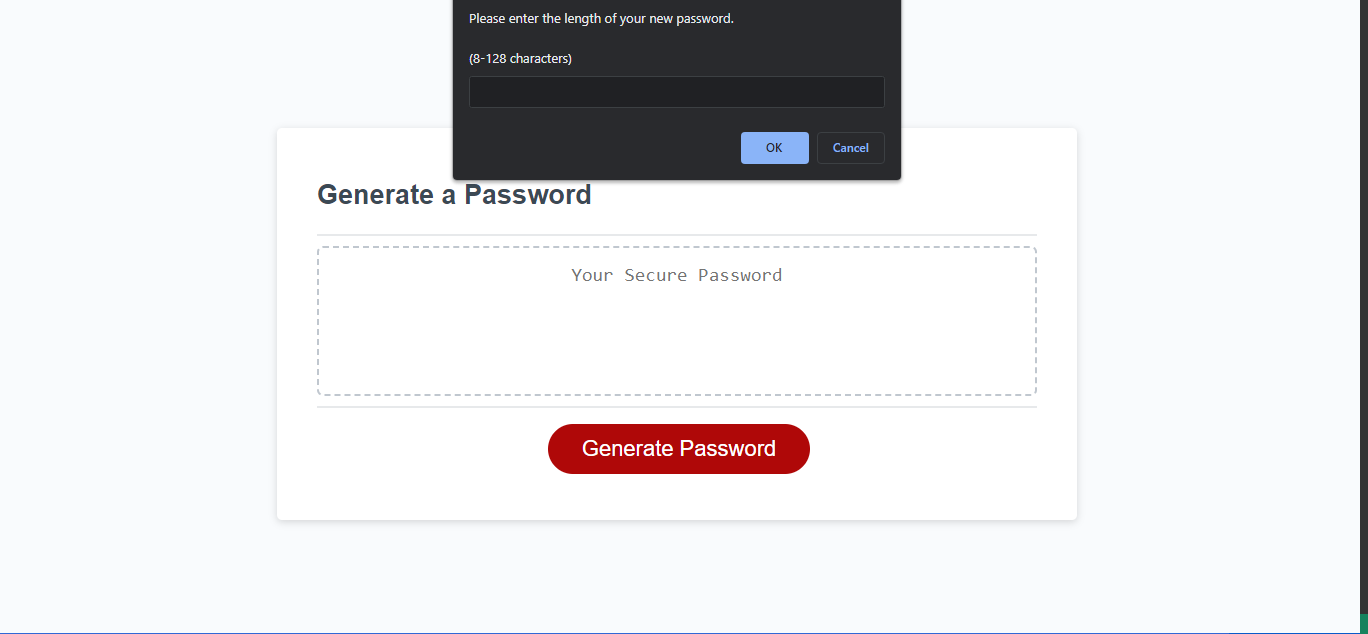 Please enter the length of your new password.
(8-128 characters)
OK
Cancel
Generate a Password
Your Secure Password
Generate Password